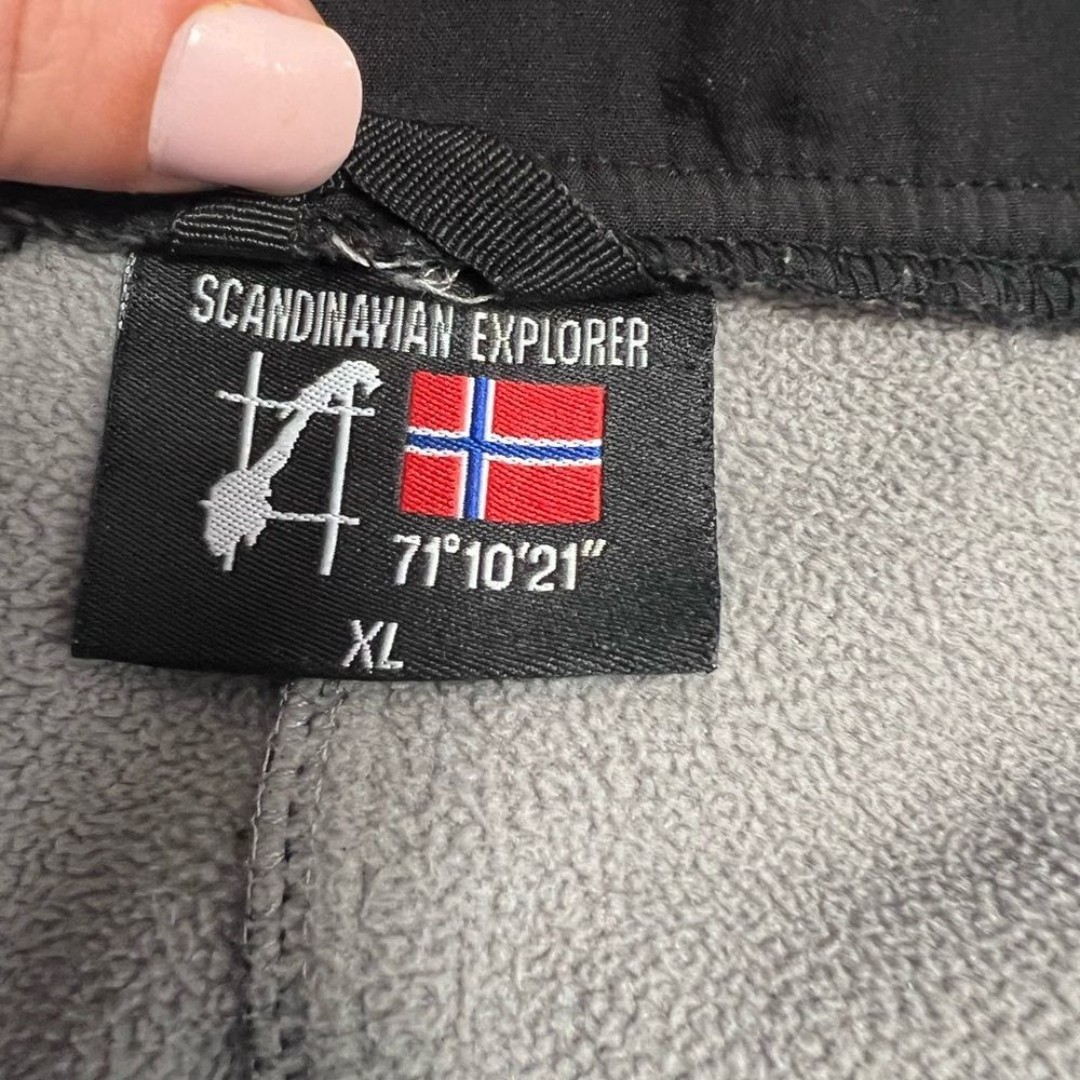 SCANDINAVIAN EXPLORER
71°10'21"
XL